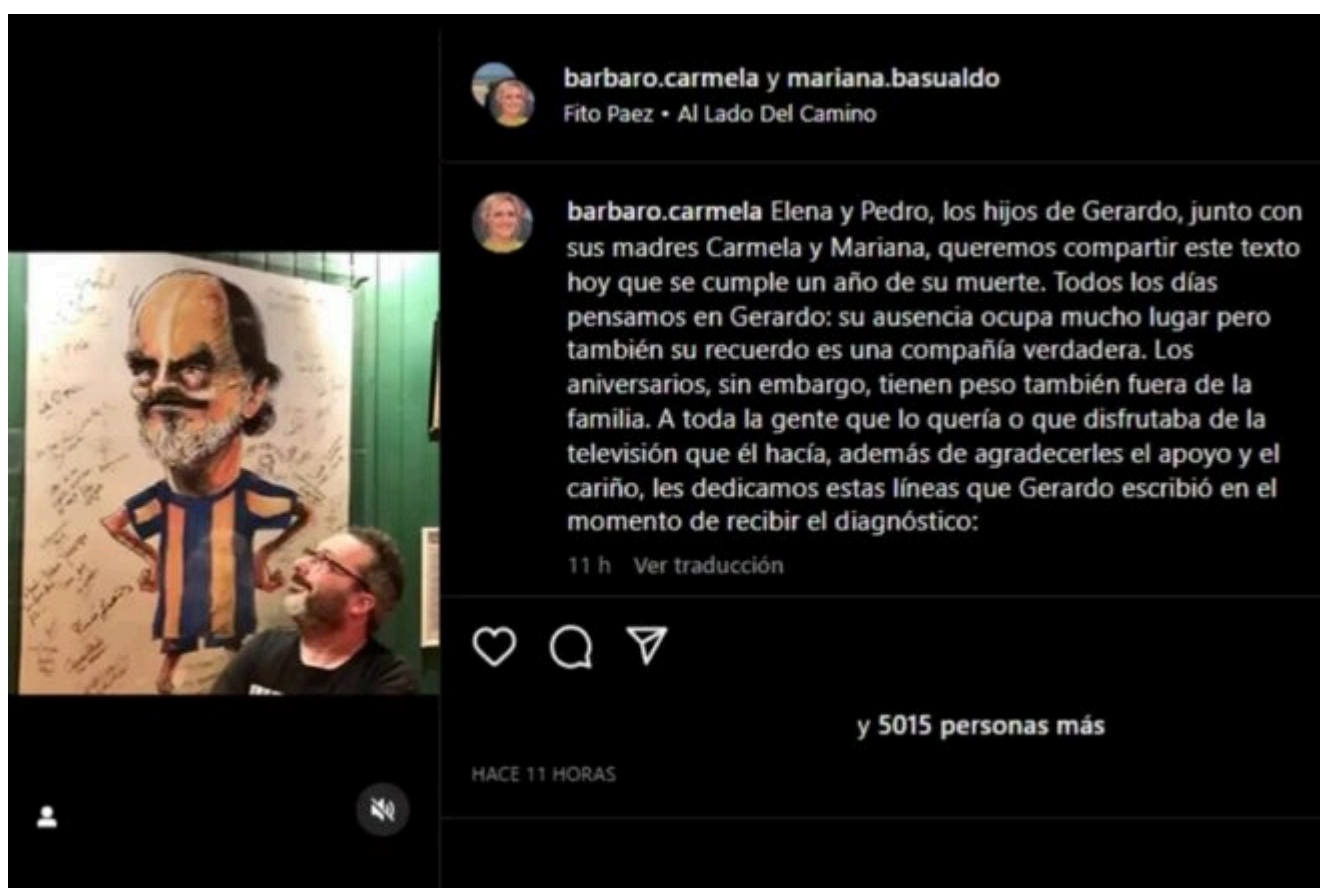 barbaro.carmela y mariana.basualdo
Fito Paez • Al Lado Del Camino
barbaro.carmela Elena y Pedro, los hijos de Gerardo, junto con
sus madres Carmela y Mariana, queremos compartir este texto
hoy que se cumple un año de su muerte. Todos los días
pensamos en Gerardo: su ausencia ocupa mucho lugar pero
también su recuerdo es una compañía verdadera. Los
aniversarios, sin embargo, tienen peso también fuera de la
familia. A toda la gente que lo quería o que disfrutaba de la
televisión que él hacía, además de agradecerles el apoyo y el
cariño, les dedicamos estas líneas que Gerardo escribió en el
momento de recibir el diagnóstico:
11 h Ver traducción
y 5015 personas más
HACE 11 HORAS